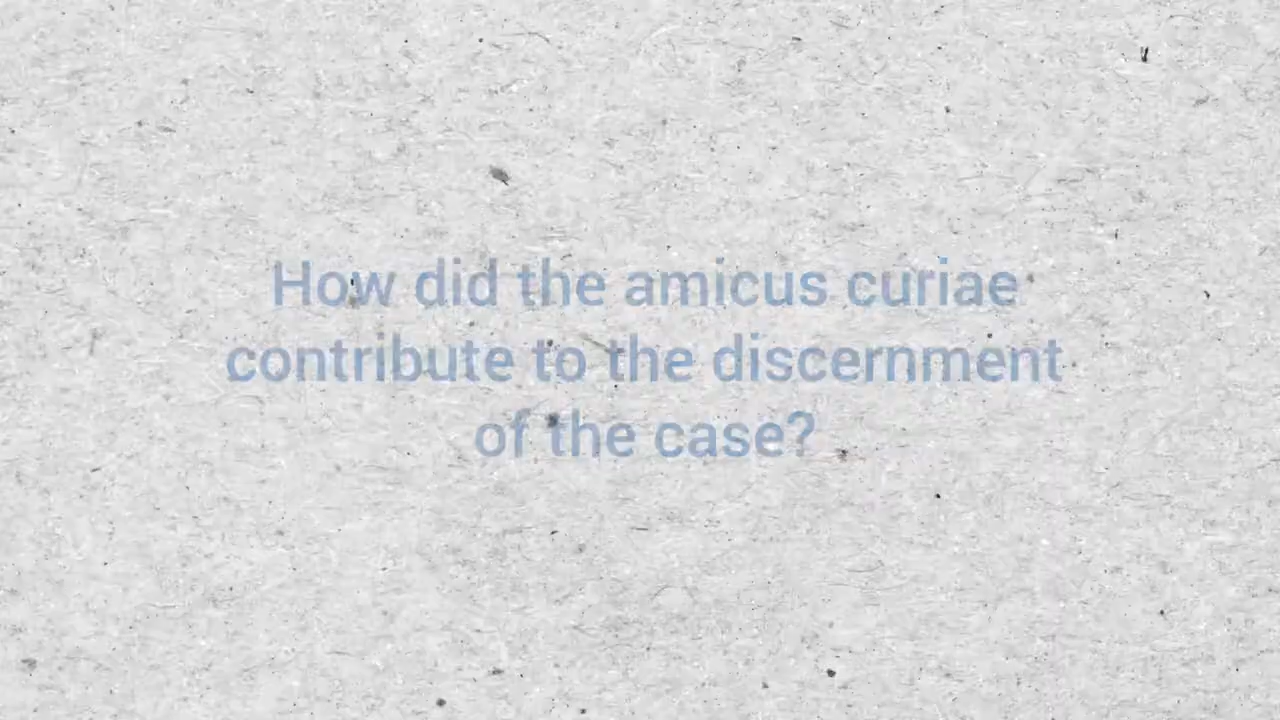 How did the amicus curiae
contribute to the discernment
of the case?